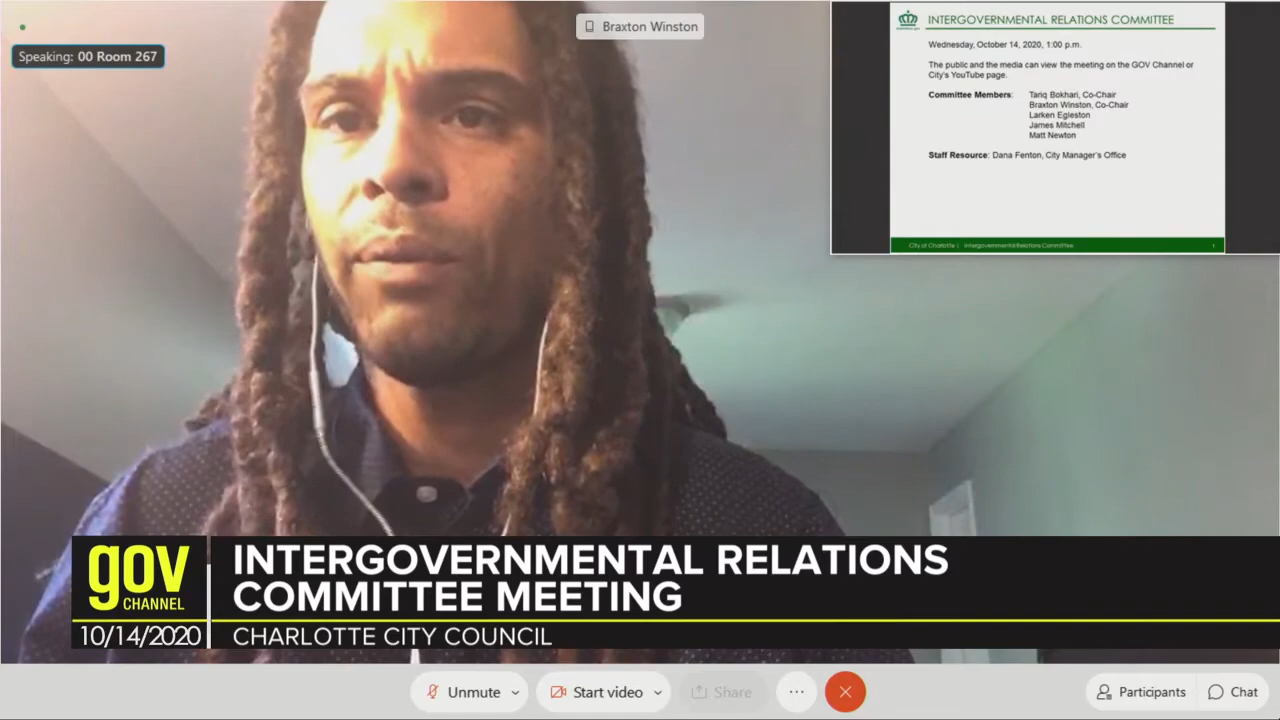 Speaking: 00 Room 267
Braxton Winston
INTERGOVERNMENTAL RELATIONS COMMITTEE
Wednesday, October 14, 2020, 1:00 p.m.
The public and the media can view the meeting on the GOV Channel or
City's YouTube page.
Committee Members: Tariq Bokhari, Co-Chair
Braxton Winston, Co-Chair
Larken Egleston
James Mitchell
Matt Newton
Staff Resource: Dana Fenton, City Manager's Office
City of Charlotte | Intergovernmental Relations Committee 1
gov
CHANNEL
10/14/2020
INTERGOVERNMENTAL RELATIONS
COMMITTEE MEETING
CHARLOTTE CITY COUNCIL
Unmute
Start video
Share
Participants
Chat